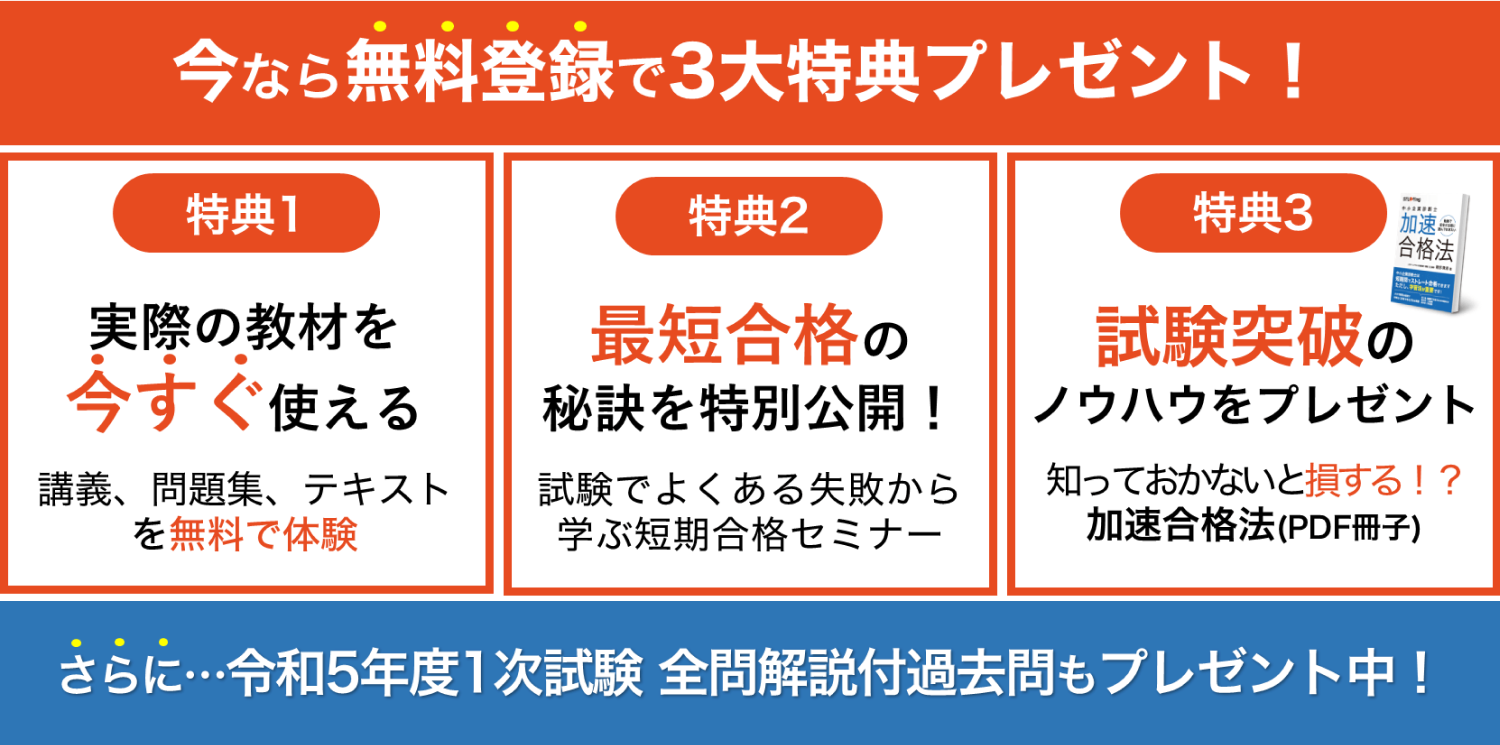 今なら無料登録で3大特典プレゼント！
特典1
実際の教材を
今すぐ使える
講義、問題集、テキスト
を無料で体験
特典2
最短合格の
秘訣を特別公開！
試験でよくある失敗から
学ぶ短期合格セミナー
特典3
加速
合格法
試験突破の
ノウハウをプレゼント
知っておかないと損する！？
加速合格法(PDF冊子)
さらに…令和5年度1次試験 全問解説付過去問もプレゼント中！